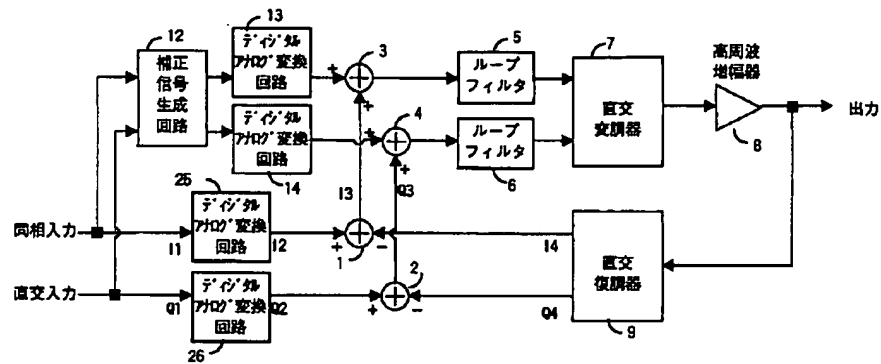 12
補正
信号
生成
回路
13
ディジタル
アナログ変換
回路
ディジタル
アナログ変換
回路
14
+
3
+
+
4
+
5
ループ
フィルタ
ループ
フィルタ
6
7
直交
変調器
高周波
増幅器
8
出力
25
ディジタル
アナログ変換
回路
同相入力
I1
I2
I3
Q3
+
-
1
I4
直交入力
Q1
ディジタル
アナログ変換
回路
Q2
26
+
-
2
Q4
直交
復調器
9